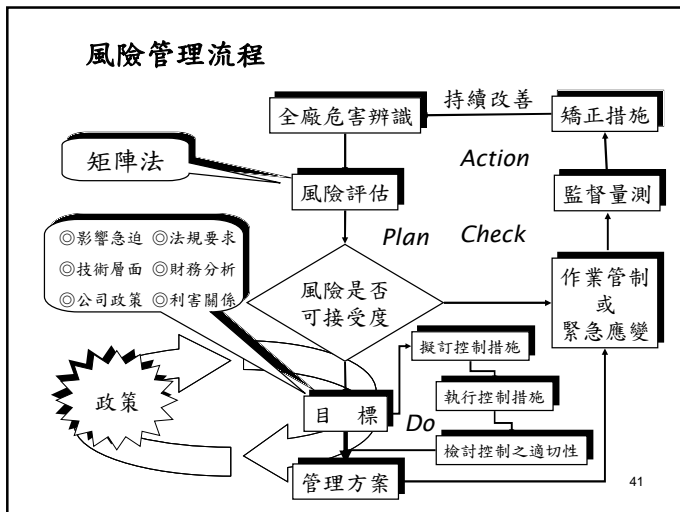 風險管理流程
持續改善
全廠危害辨識
矯正措施
矩陣法
Action
風險評估
監督量測
◎影響急迫 ◎法規要求
◎技術層面 ◎財務分析
◎公司政策 ◎利害關係
Plan
Check
風險是否
可接受度
作業管制
或
緊急應變
擬訂控制措施
政策
執行控制措施
目 標
Do
檢討控制之適切性
管理方案
41